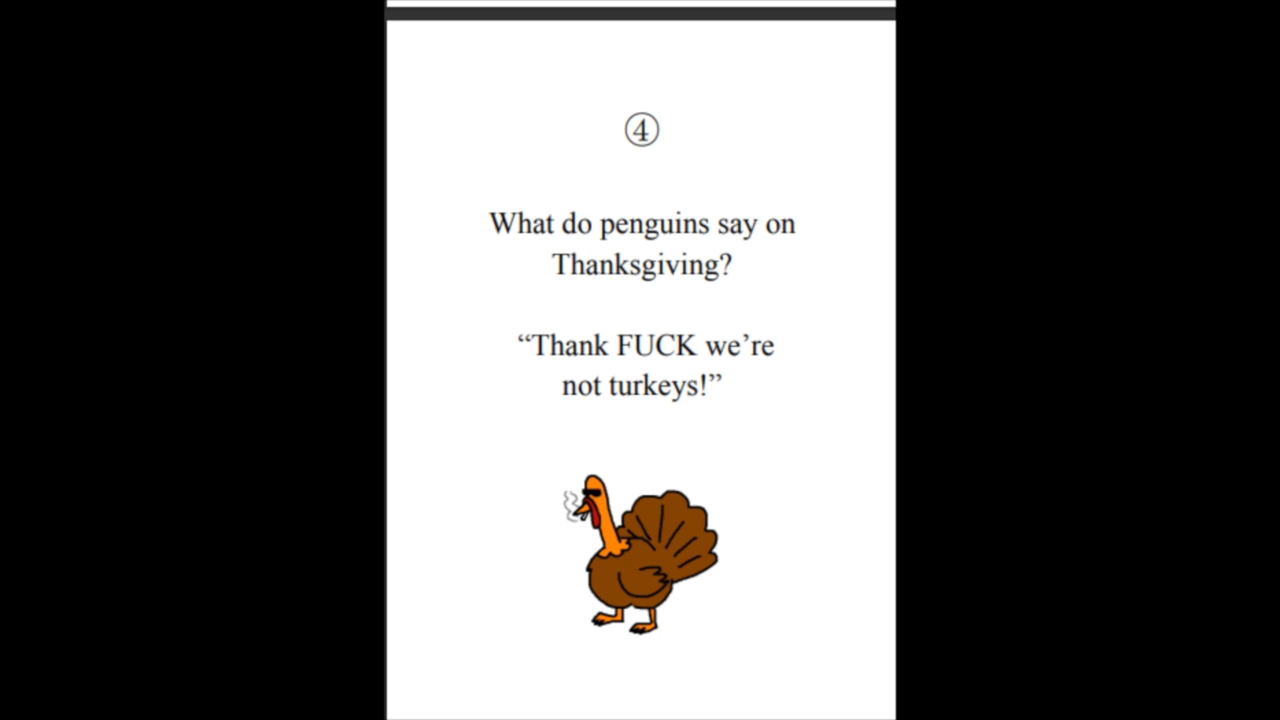 ④
What do penguins say on
Thanksgiving?
“Thank FUCK we’re
not turkeys!”